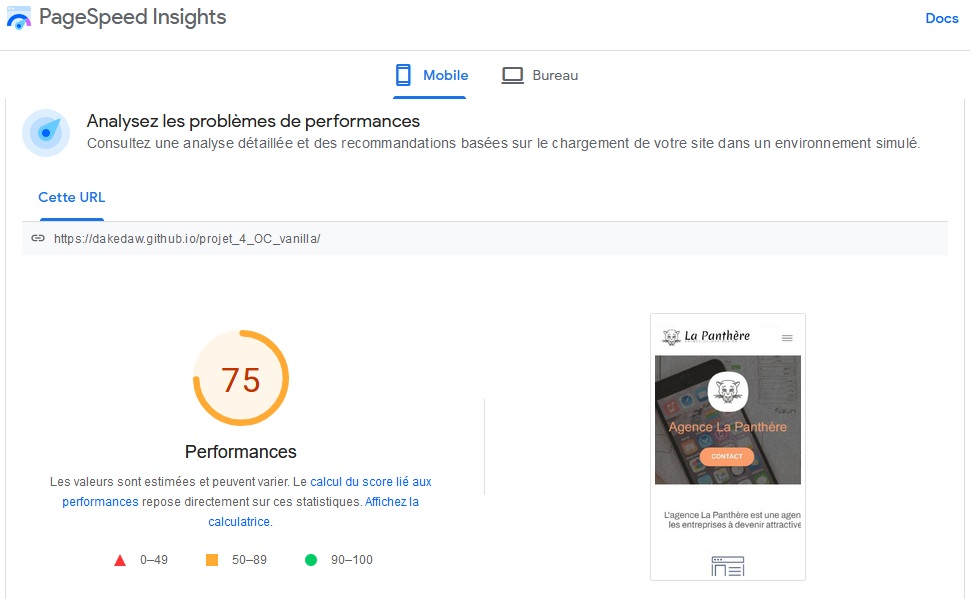 PageSpeed Insights
Docs
Mobile
Bureau
Analysez les problèmes de performances
Consultez une analyse détaillée et des recommandations basées sur le chargement de votre site dans un environnement simulé.
Cette URL
https://dakedaw.github.io/projet_4_OC_vanilla/
75
Performances
Les valeurs sont estimées et peuvent varier. Le calcul du score lié aux
performances repose directement sur ces statistiques. Affichez la
calculatrice.
0–49
50–89
90–100
La Panthère
Agence La Panthère
CONTACT
L'agence La Panthère est une agen
les entreprises à devenir attractive